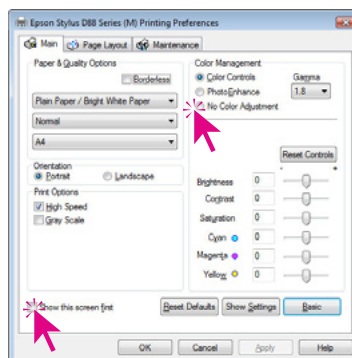 Epson Stylus D88 Series (M) Printing Preferences
Main
Page Layout
Maintenance
Paper & Quality Options
Borderless
Plain Paper / Bright White Paper
Normal
A4
Orientation
Portrait
Landscape
Print Options
High Speed
Gray Scale
Color Management
Color Controls
PhotoEnhance
No Color Adjustment
Gamma
1.8
Reset Controls
- +
Brightness 0
Contrast 0
Saturation 0
Cyan 0
Magenta 0
Yellow 0
Show this screen first
Reset Defaults
Show Settings
Basic
OK
Cancel
Apply
Help